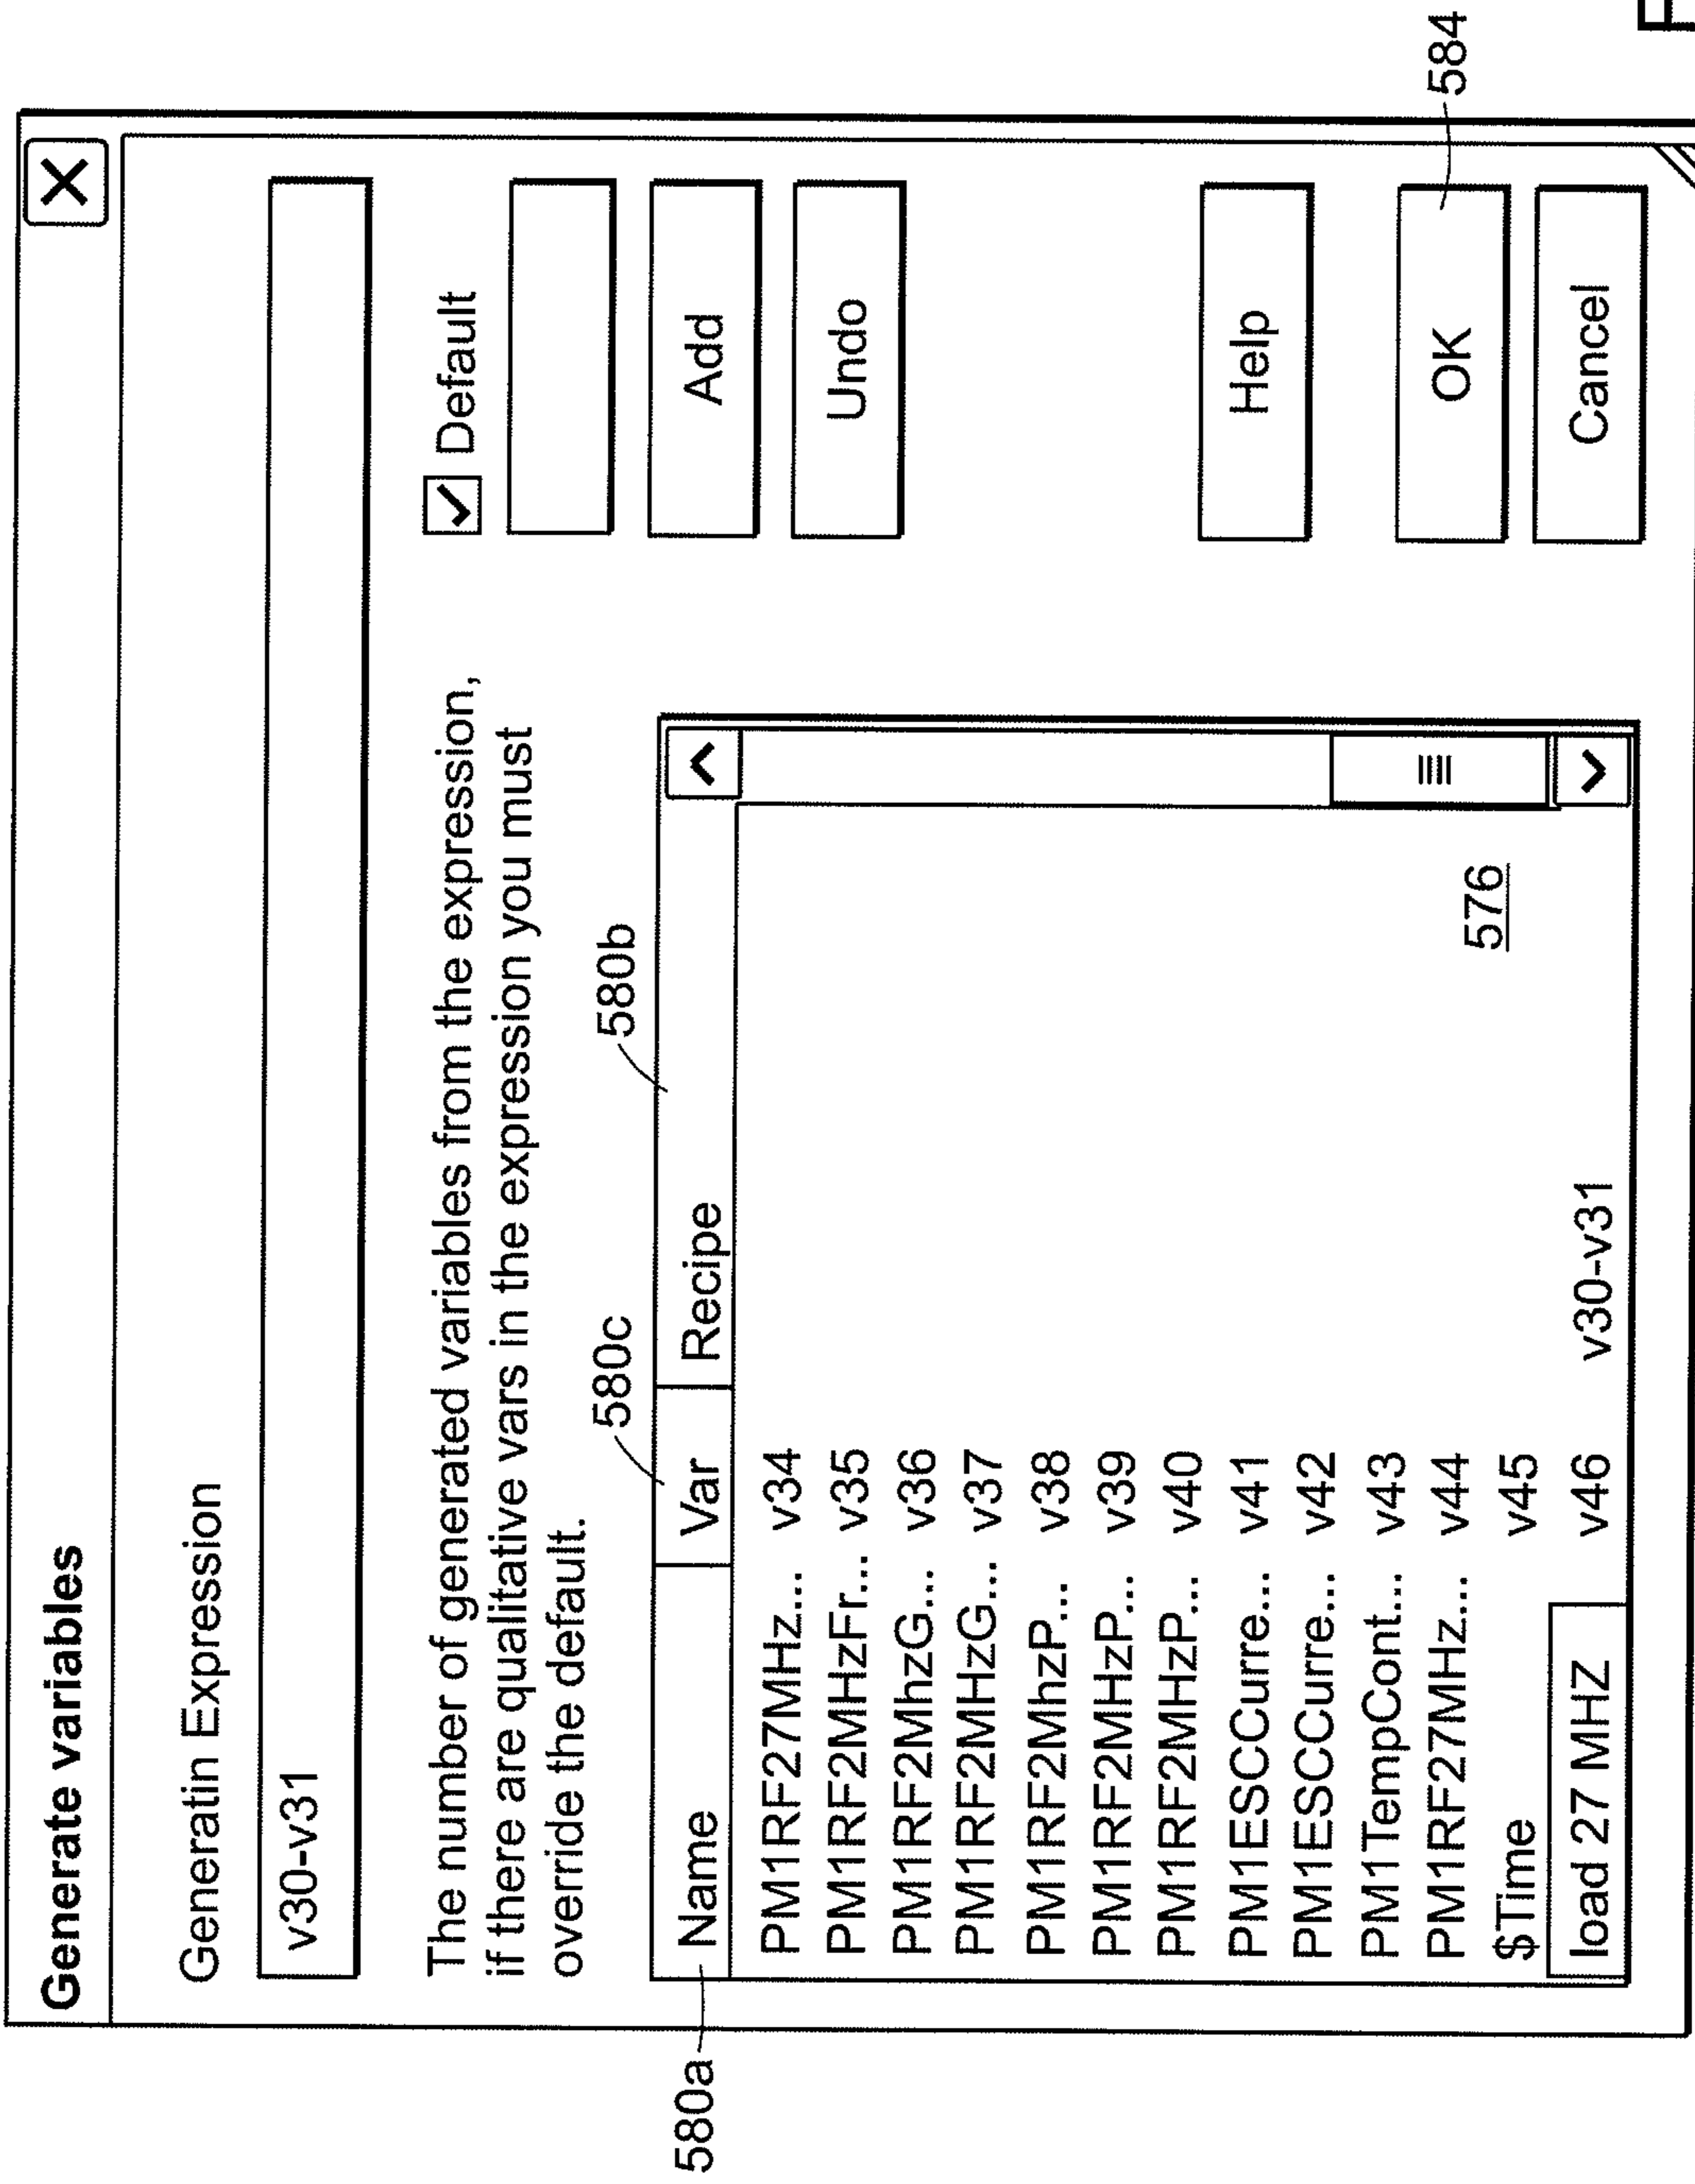 Generate variables
Generatin Expression
v30-v31
The number of generated variables from the expression,
if there are qualitative vars in the expression you must
override the default.
Default
Add
Undo
Help
OK
Cancel
584
580a
580c
580b
Name Var Recipe
PM1RF27MHz... v34
PM1RF2MHzFr... v35
PM1RF2MhzG... v36
PM1RF2MHzG... v37
PM1RF2MhzP... v38
PM1RF2MHzP... v39
PM1RF2MHzP... v40
PM1ESCCurre... v41
PM1ESCCurre... v42
PM1TempCont... v43
PM1RF27MHz... v44
$Time v45
load 27 MHZ v46 v30-v31
576